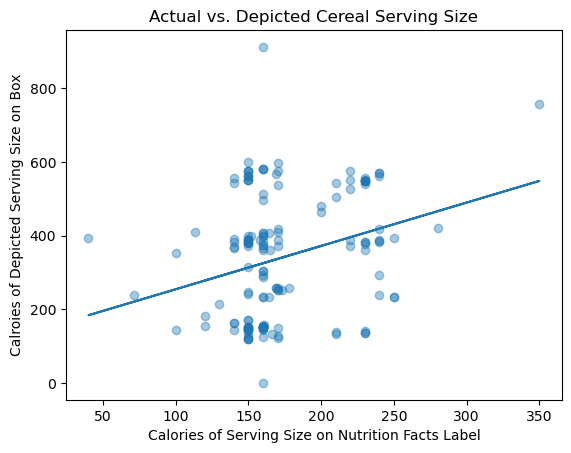 Actual vs. Depicted Cereal Serving Size
Calroies of Depicted Serving Size on Box
800
600
400
200
0
50 100 150 200 250 300 350
Calories of Serving Size on Nutrition Facts Label